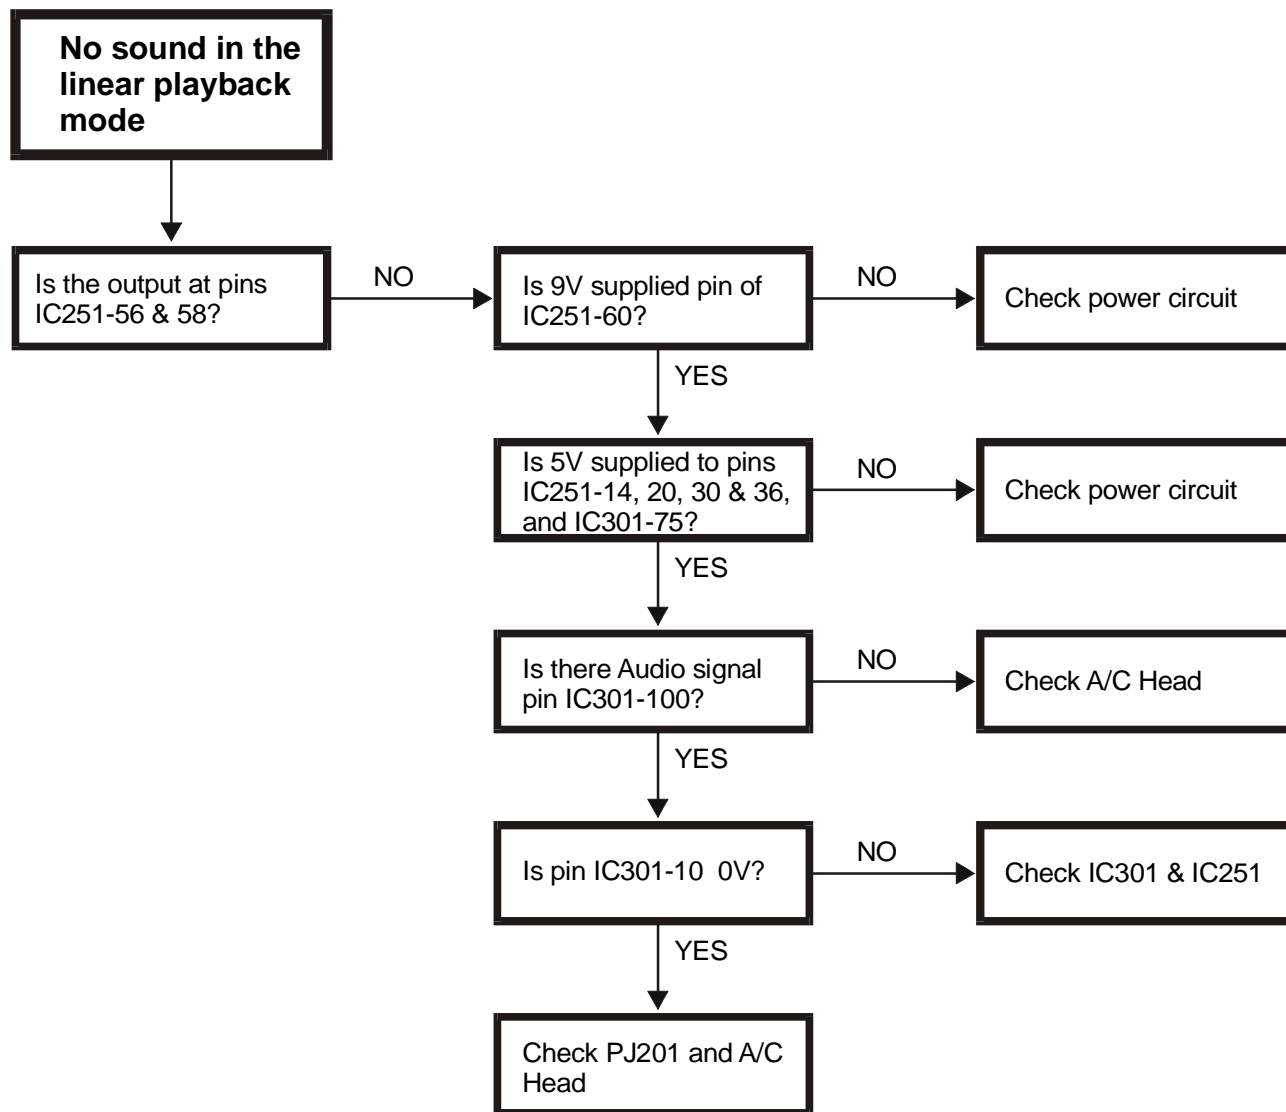 No sound in the
linear playback
mode
Is the output at pins
IC251-56 & 58?
NO
Is 9V supplied pin of
IC251-60?
NO
Check power circuit
YES
Is 5V supplied to pins
IC251-14, 20, 30 & 36,
and IC301-75?
NO
Check power circuit
YES
Is there Audio signal
pin IC301-100?
NO
Check A/C Head
YES
Is pin IC301-10  0V?
NO
Check IC301 & IC251
YES
Check PJ201 and A/C
Head